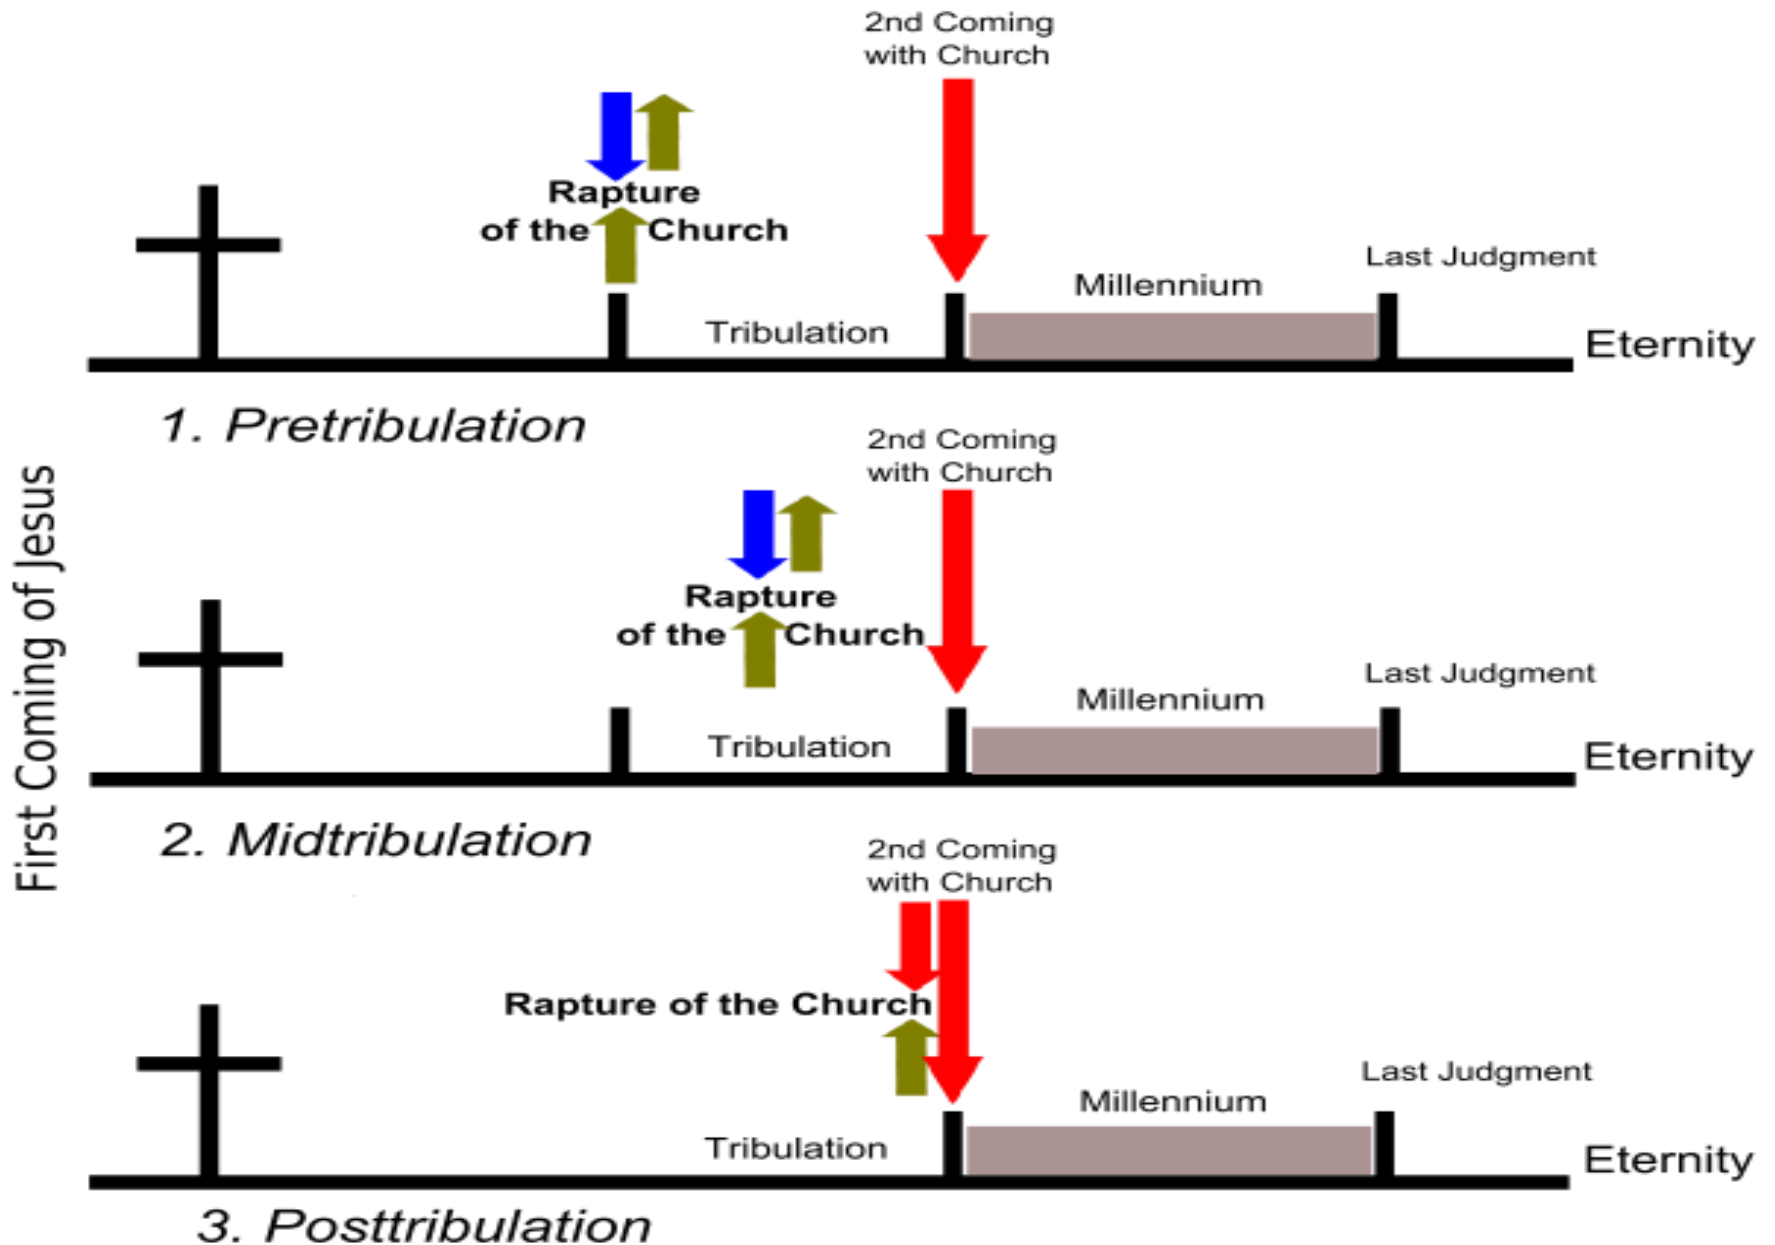 First Coming of Jesus
2nd Coming
with Church
Rapture
of the Church
Last Judgment
Millennium
Tribulation
Eternity
1. Pretribulation
2nd Coming
with Church
Rapture
of the Church
Last Judgment
Millennium
Tribulation
Eternity
2. Midtribulation
2nd Coming
with Church
Rapture of the Church
Last Judgment
Millennium
Tribulation
Eternity
3. Posttribulation